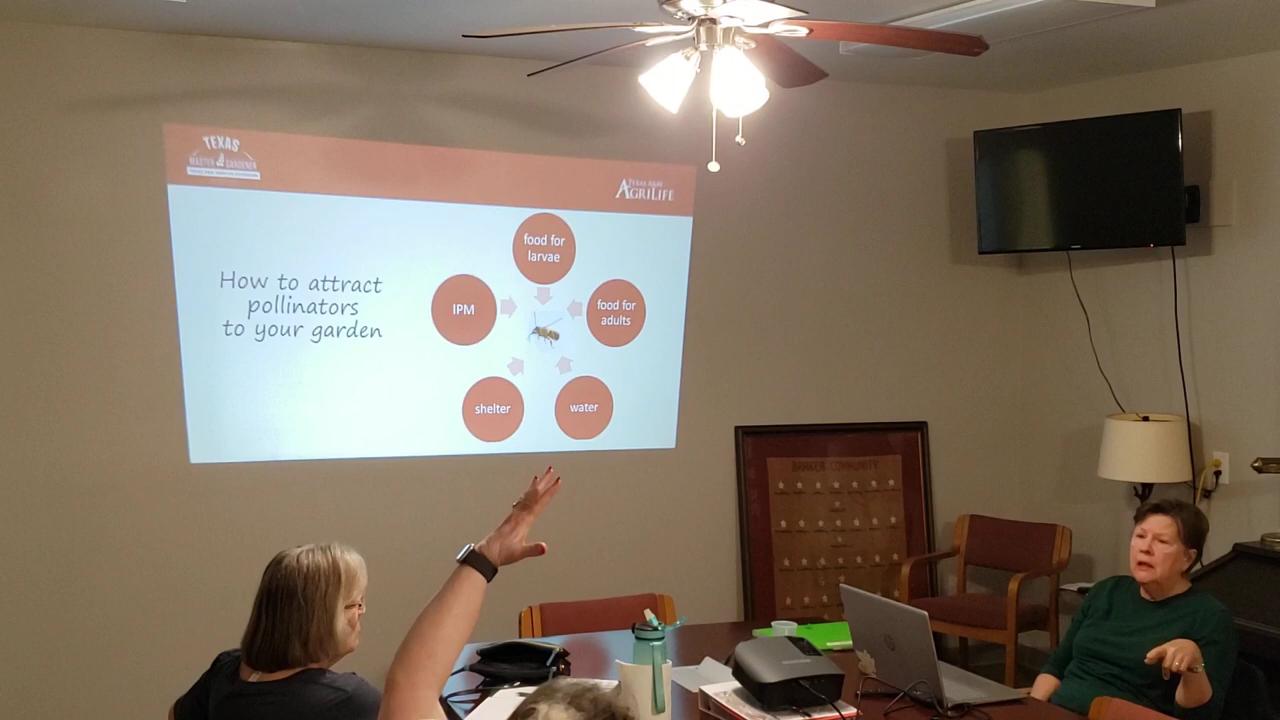 TEXAS
MASTER GARDENER
TEXAS A&M
AGRILIFE
How to attract
pollinators
to your garden
food for
larvae
IPM
food for
adults
shelter
water
BANKER COMMUNITY